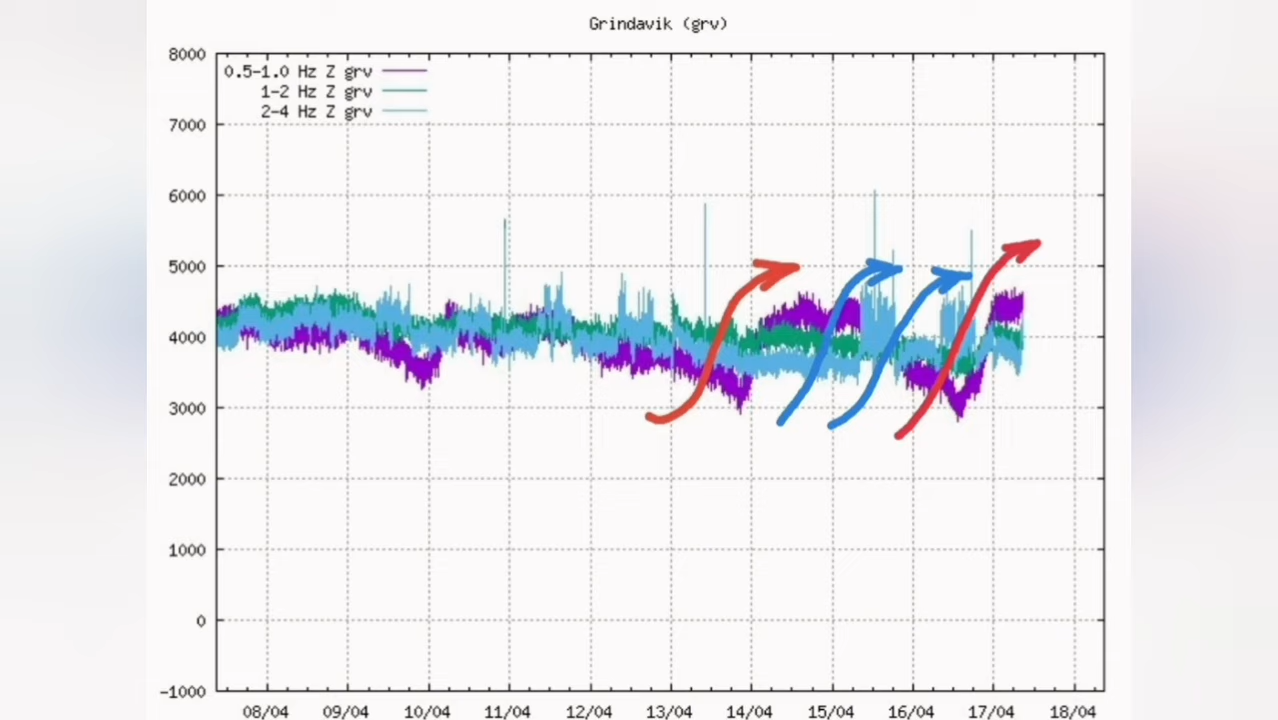 Grindavik (grv)
8000
0.5-1.0 Hz Z grv
1-2 Hz Z grv
2-4 Hz Z grv
7000
6000
5000
4000
3000
2000
1000
0
-1000
08/04 09/04 10/04 11/04 12/04 13/04 14/04 15/04 16/04 17/04 18/04